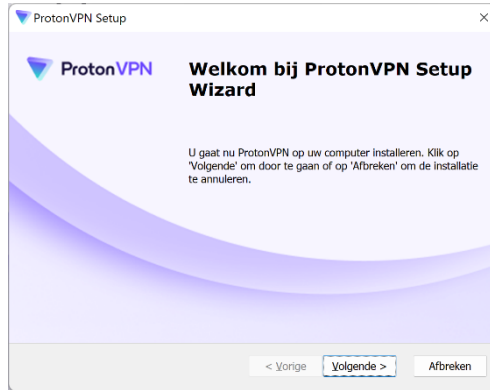 ProtonVPN Setup
ProtonVPN
Welkom bij ProtonVPN Setup
Wizard
U gaat nu ProtonVPN op uw computer installeren. Klik op
'Volgende' om door te gaan of op 'Afbreken' om de installatie
te annuleren.
< Vorige
Volgende >
Afbreken